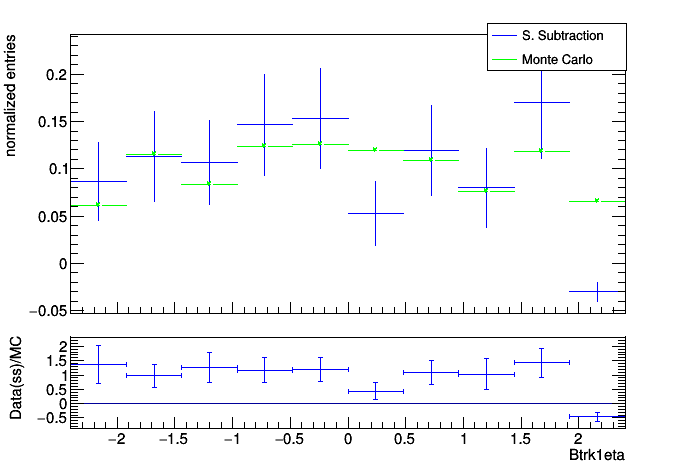 S. Subtraction
Monte Carlo
normalized entries
0.2
0.15
0.1
0.05
0
−0.05
Data(ss)/MC
2
1.5
1
0.5
0
−0.5
−2 −1.5 −1 −0.5 0 0.5 1 1.5 2
Btrk1eta